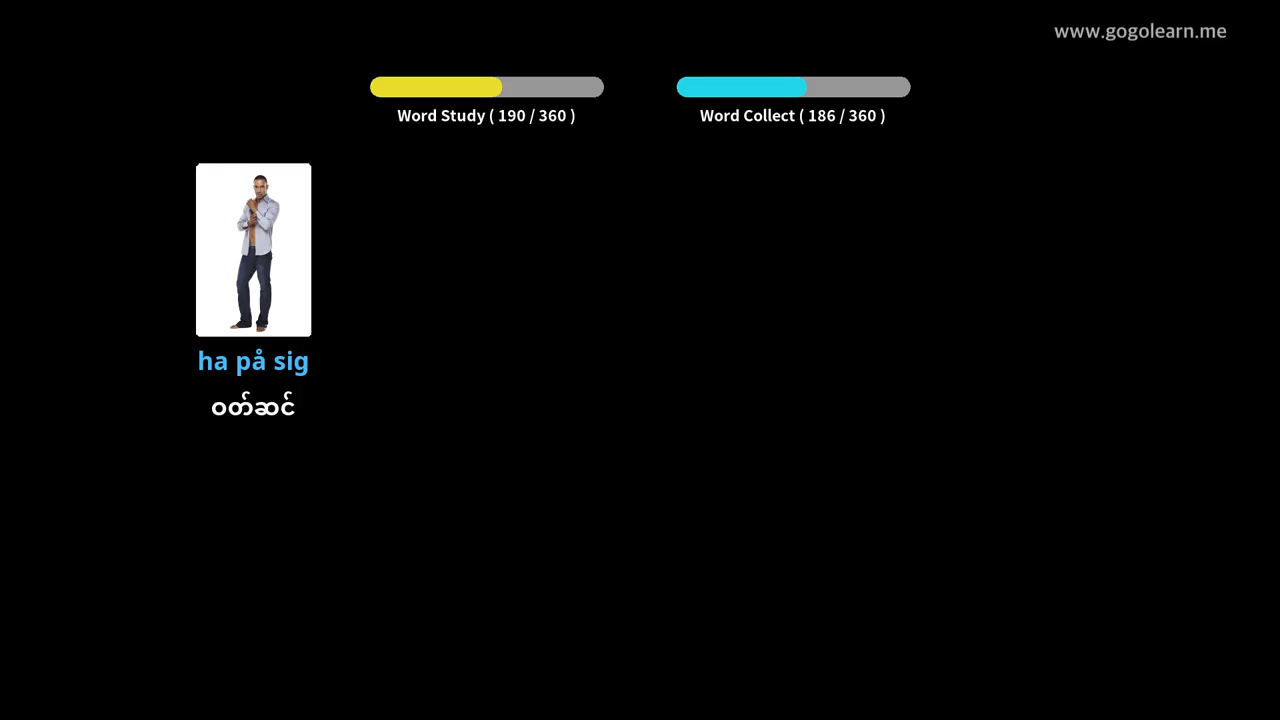 www.gogolearn.me
Word Study ( 190 / 360 )
Word Collect ( 186 / 360 )
ha på sig
ဝတ်ဆင်